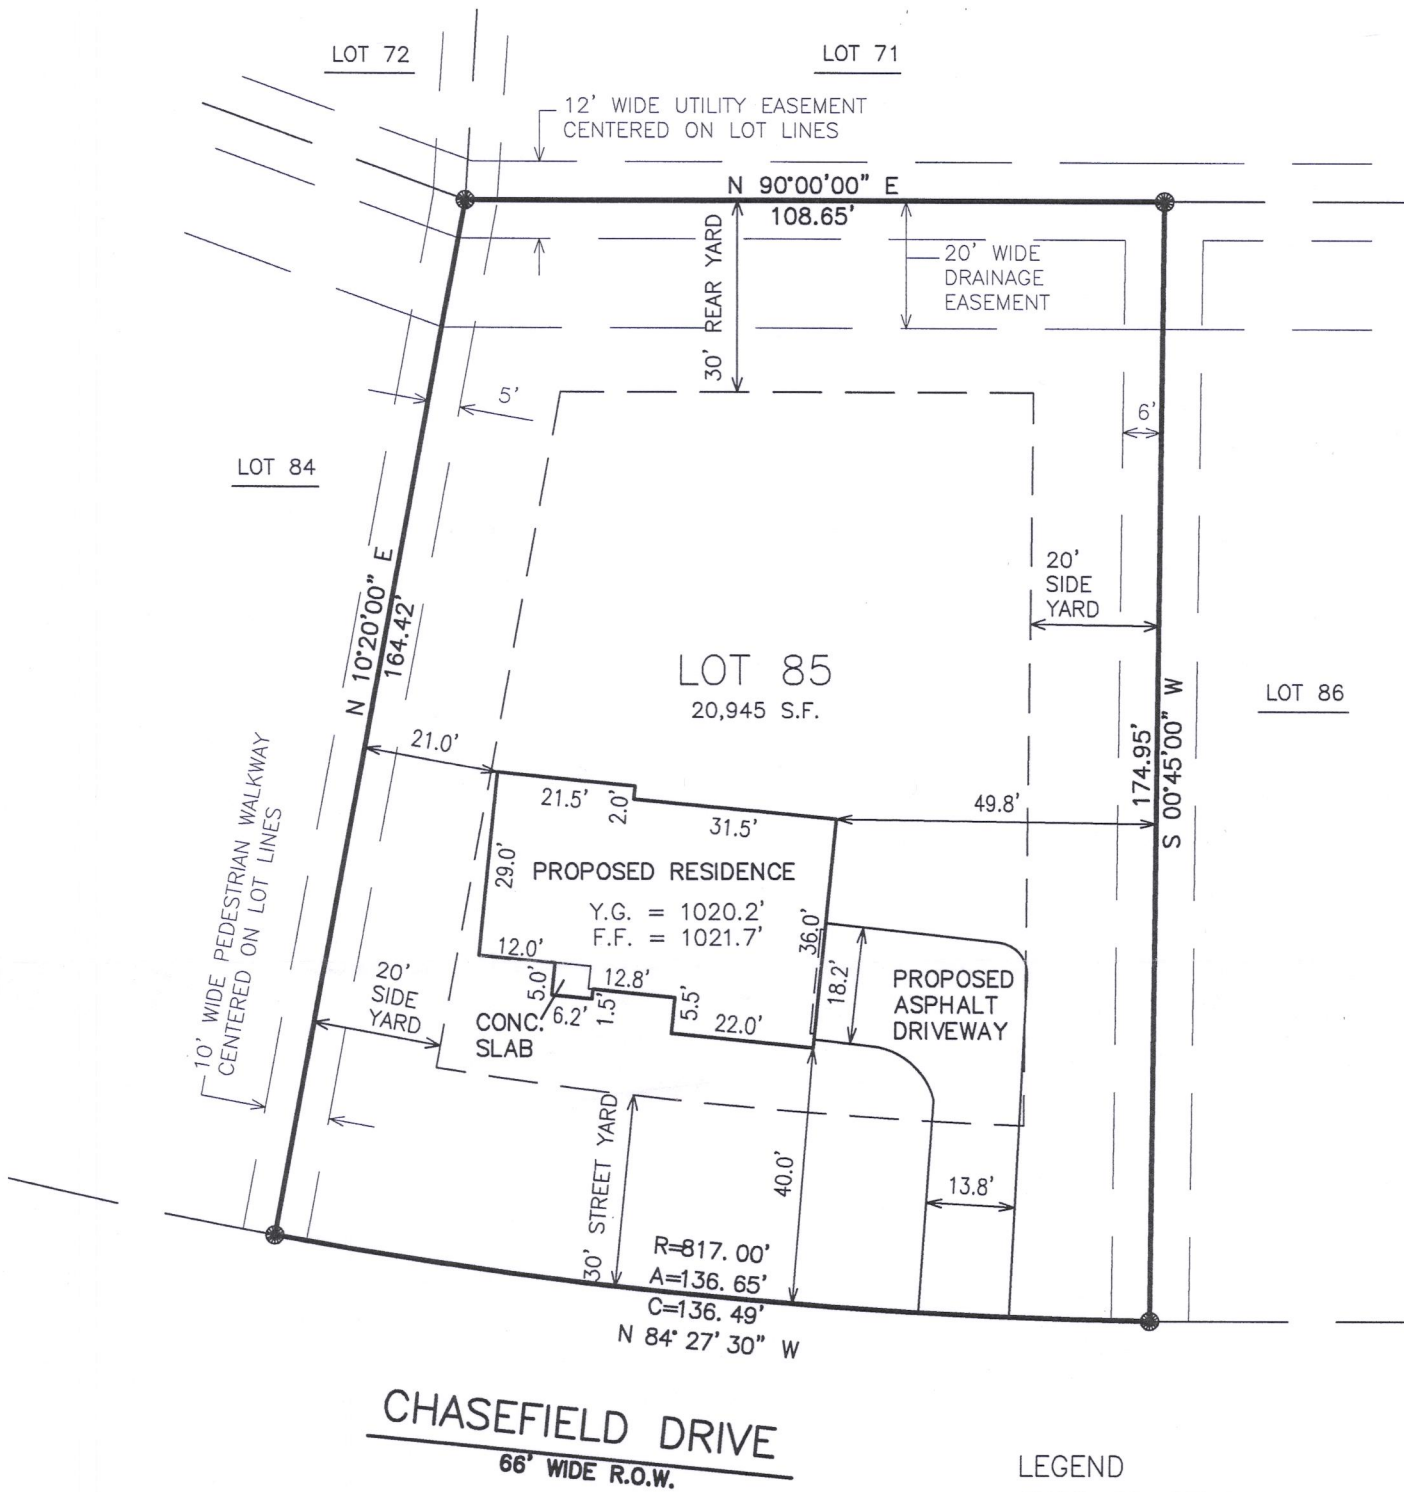 LOT 72
LOT 71
12' WIDE UTILITY EASEMENT
CENTERED ON LOT LINES
N 90°00'00" E
108.65'
30' REAR YARD
20' WIDE
DRAINAGE
EASEMENT
5'
6'
LOT 84
N 10°20'00" E
164.42'
20'
SIDE
YARD
LOT 85
20,945 S.F.
LOT 86
174.95'
S 00°45'00" W
21.0'
21.5'
2.0'
31.5'
49.8'
10' WIDE PEDESTRIAN WALKWAY
CENTERED ON LOT LINES
29.0'
PROPOSED RESIDENCE
Y.G. = 1020.2'
F.F. = 1021.7'
36.0'
12.0'
5.0'
6.2'
1.5'
12.8'
5.5'
22.0'
CONC.
SLAB
18.2'
PROPOSED
ASPHALT
DRIVEWAY
20'
SIDE
YARD
30' STREET YARD
40.0'
13.8'
R=817.00'
A=136.65'
C=136.49'
N 84°27'30" W
CHASEFIELD DRIVE
66' WIDE R.O.W.
LEGEND